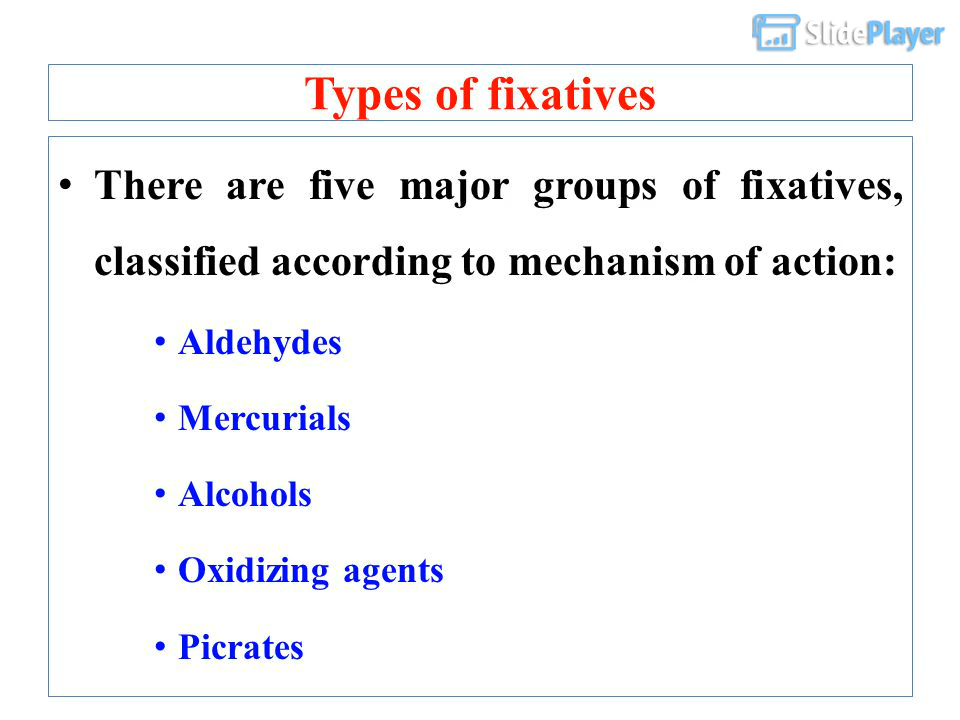 SlidePlayer
Types of fixatives
• There are five major groups of fixatives,
classified according to mechanism of action:
• Aldehydes
• Mercurials
• Alcohols
• Oxidizing agents
• Picrates